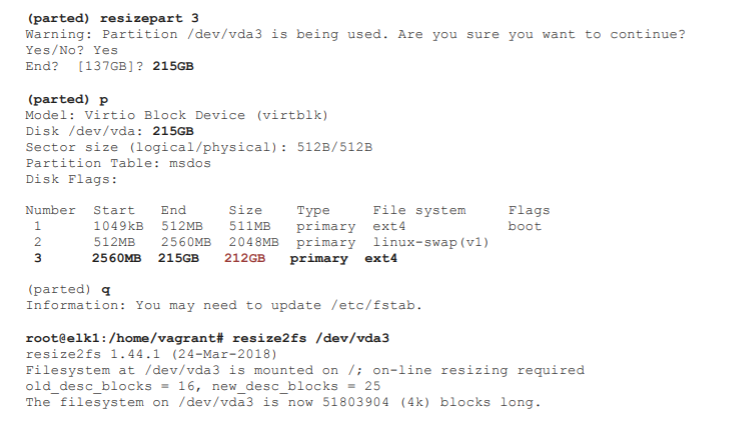 (parted) resizepart 3
Warning: Partition /dev/vda3 is being used. Are you sure you want to continue?
Yes/No? Yes
End?  [137GB]? 215GB
(parted) p
Model: Virtio Block Device (virtblk)
Disk /dev/vda: 215GB
Sector size (logical/physical): 512B/512B
Partition Table: msdos
Disk Flags:
Number  Start   End     Size    Type     File system     Flags
1      1049kB  512MB   511MB   primary  ext4            boot
2      512MB   2560MB  2048MB  primary  linux-swap(v1)
3      2560MB  215GB   212GB   primary  ext4
(parted) q
Information: You may need to update /etc/fstab.
root@elk1:/home/vagrant# resize2fs /dev/vda3
resize2fs 1.44.1 (24-Mar-2018)
Filesystem at /dev/vda3 is mounted on /; on-line resizing required
old_desc_blocks = 16, new_desc_blocks = 25
The filesystem on /dev/vda3 is now 51803904 (4k) blocks long.